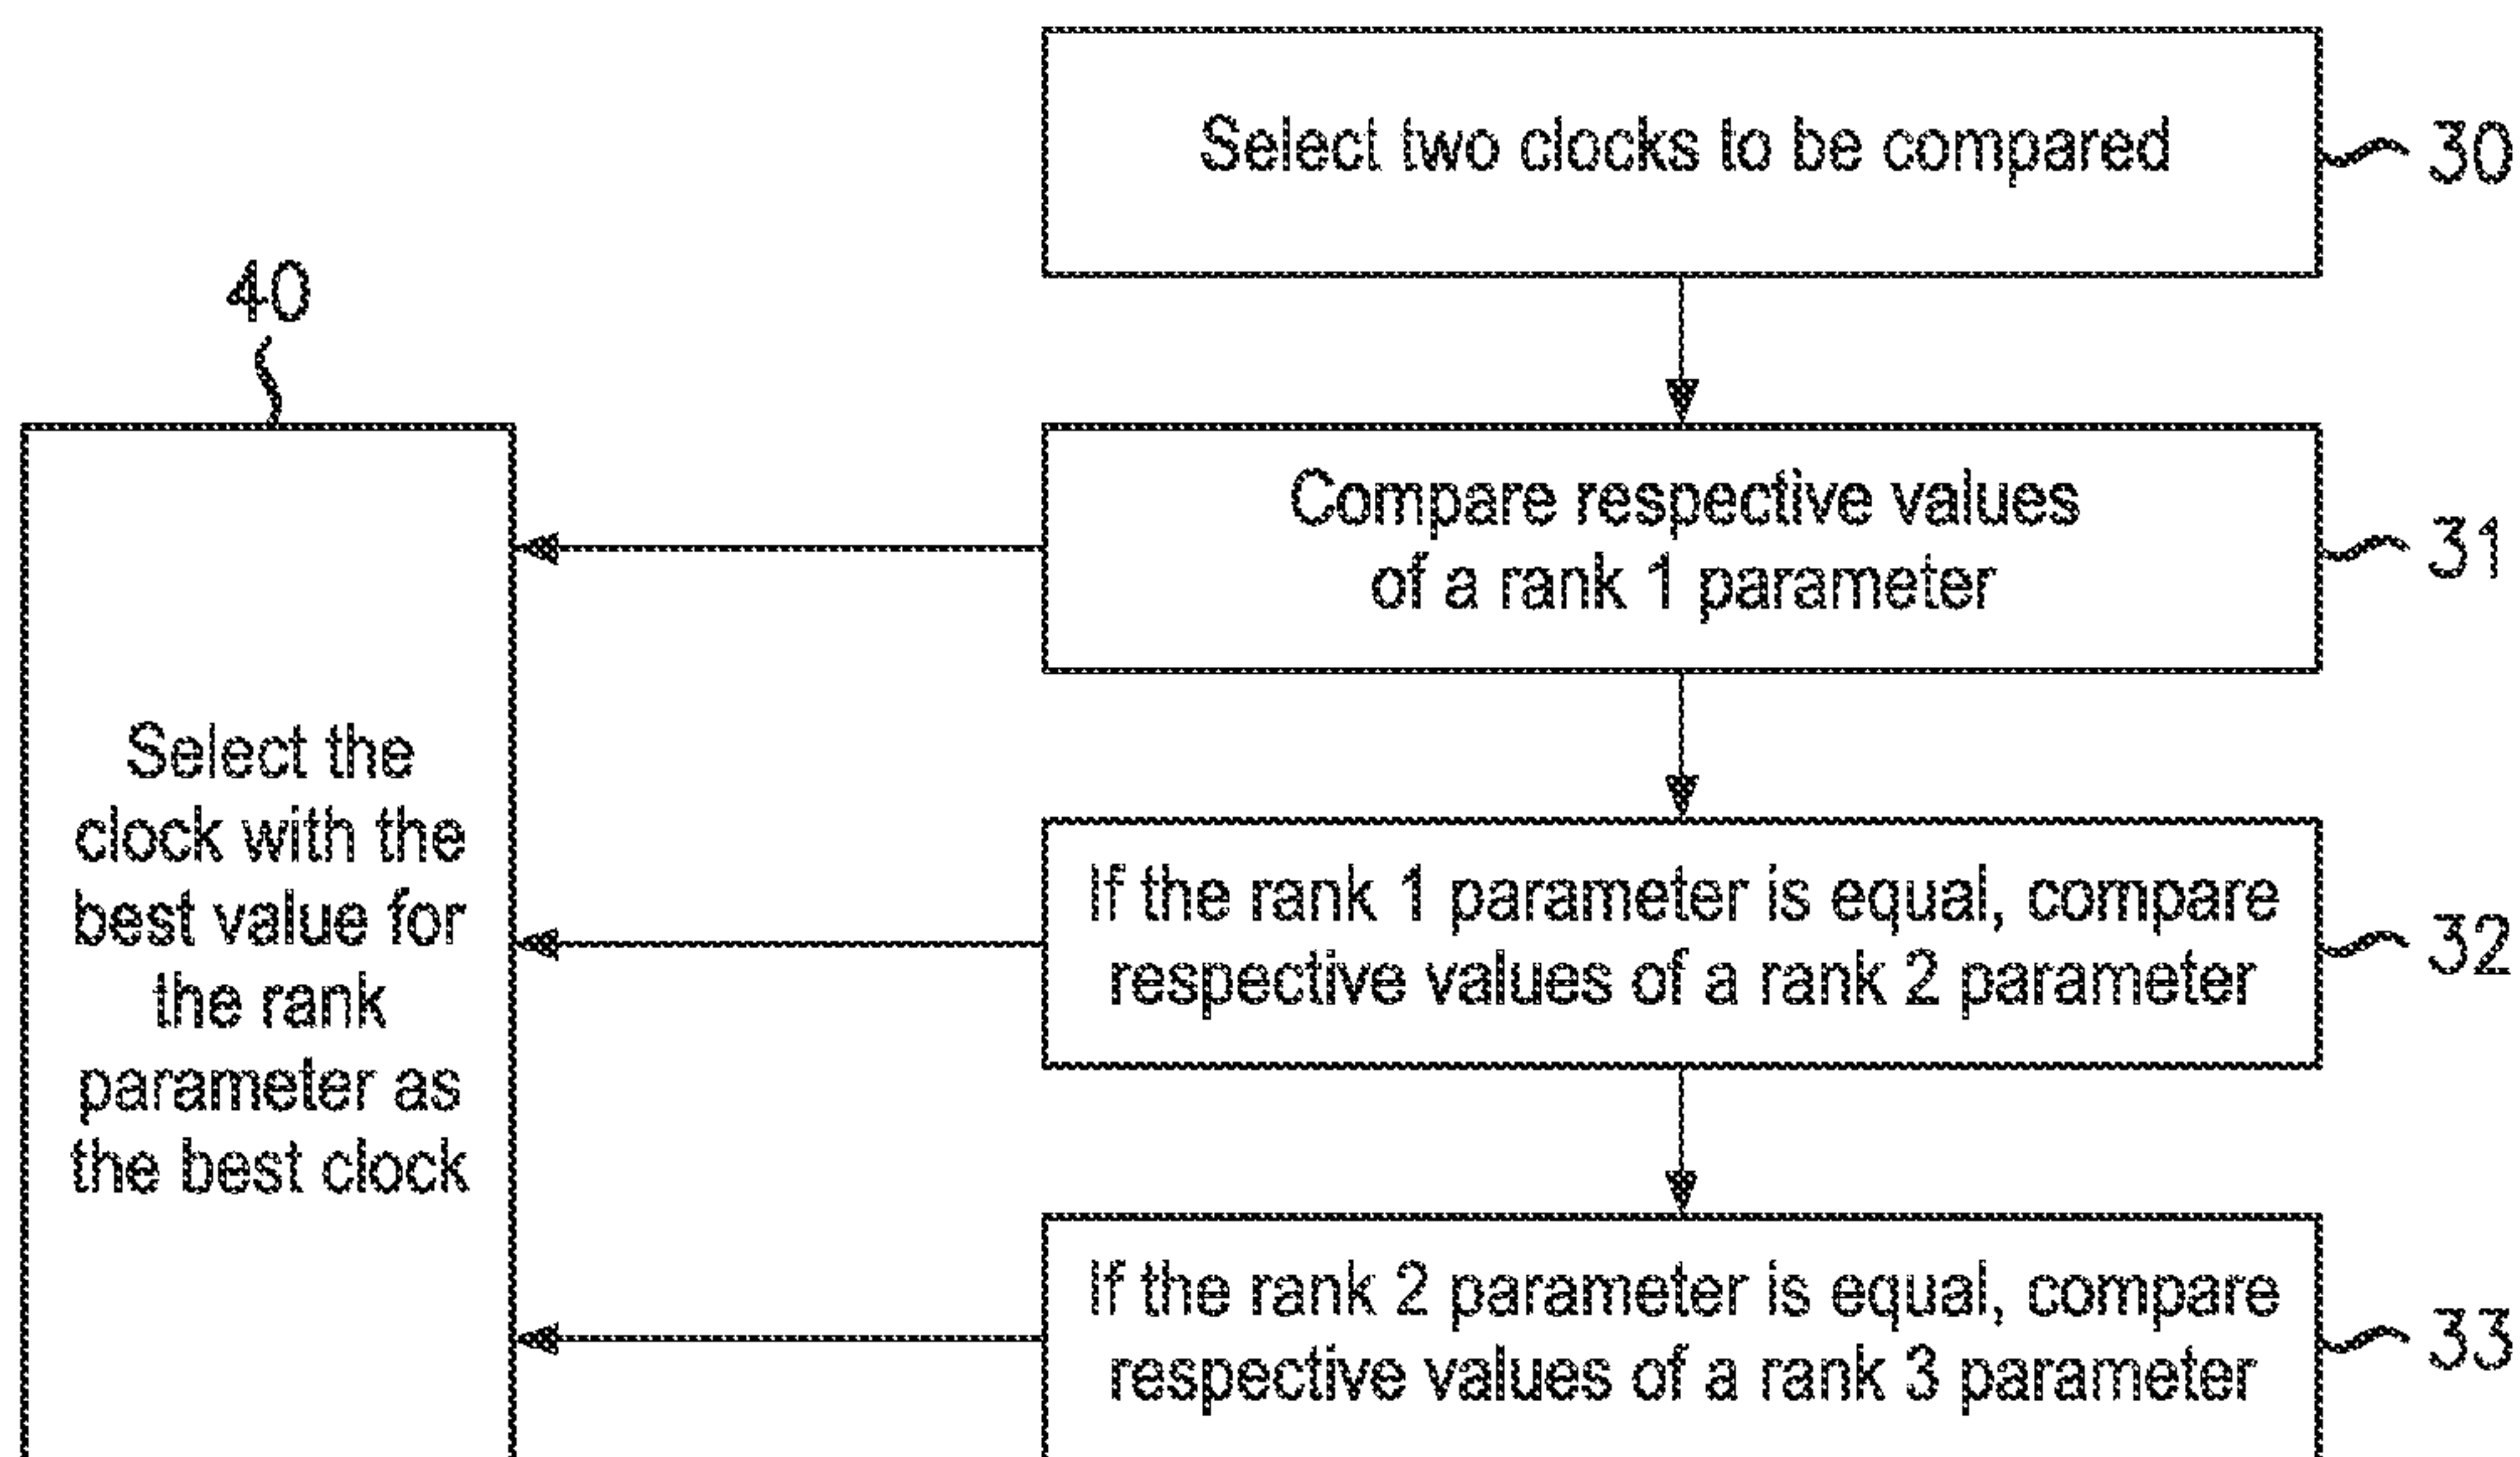 Select two clocks to be compared
30
40
Compare respective values
of a rank 1 parameter
31
Select the
clock with the
best value for
the rank
parameter as
the best clock
If the rank 1 parameter is equal, compare
respective values of a rank 2 parameter
32
If the rank 2 parameter is equal, compare
respective values of a rank 3 parameter
33